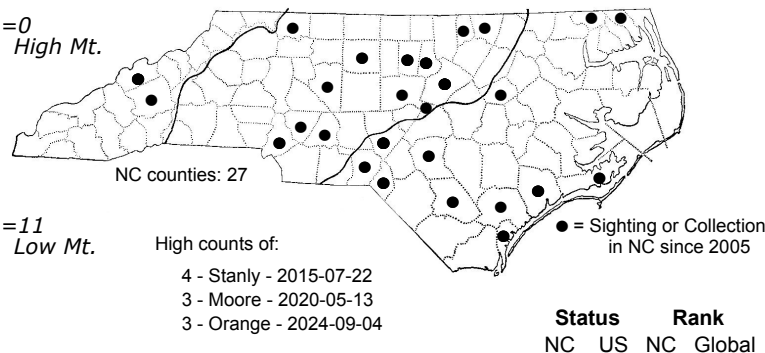 =0
High Mt.
NC counties: 27
=11
Low Mt.
● = Sighting or Collection
in NC since 2005
High counts of:
4 - Stanly - 2015-07-22
3 - Moore - 2020-05-13
3 - Orange - 2024-09-04
Status Rank
NC US NC Global